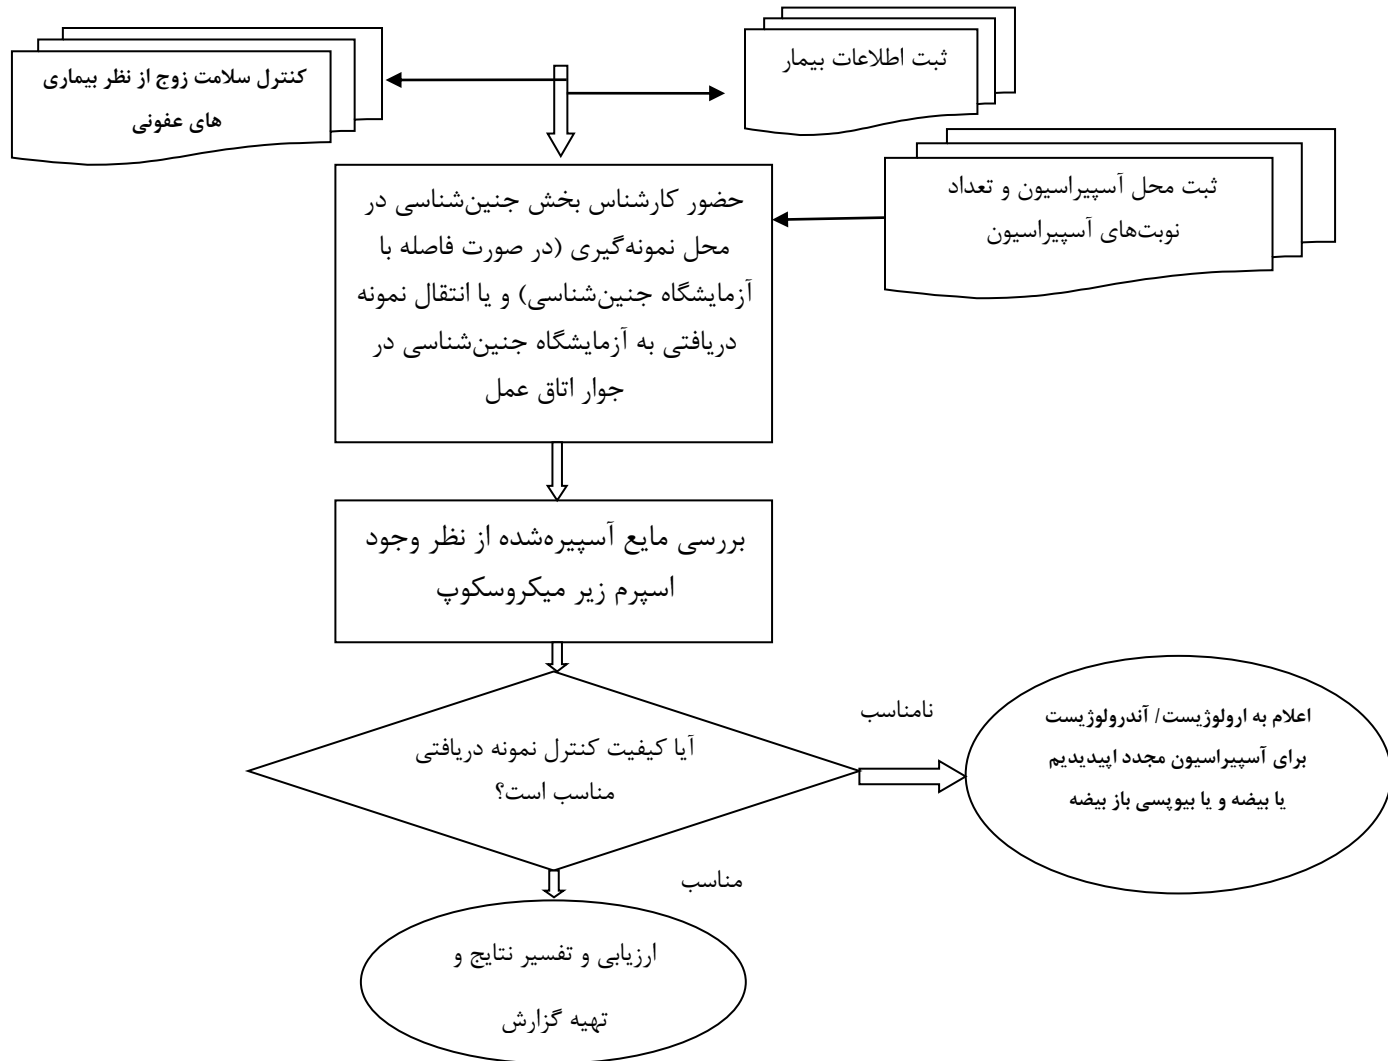 ثبت اطلاعات بیمار
کنترل سلامت زوج از نظر بیماری
های عفونی
ثبت محل آسپیراسیون و تعداد
نوبت‌های آسپیراسیون
حضور کارشناس بخش جنین‌شناسی در
محل نمونه‌گیری (در صورت فاصله با
آزمایشگاه جنین‌شناسی) و یا انتقال نمونه
دریافتی به آزمایشگاه جنین‌شناسی در
جوار اتاق عمل
بررسی مایع آسپیره‌شده از نظر وجود
اسپرم زیر میکروسکوپ
آیا کیفیت کنترل نمونه دریافتی
مناسب است؟
نامناسب
اعلام به ارولوژیست/ آندرولوژیست
برای آسپیراسیون مجدد اپیدیدیم
یا بیضه و یا بیوپسی باز بیضه
مناسب
ارزیابی و تفسیر نتایج و
تهیه گزارش